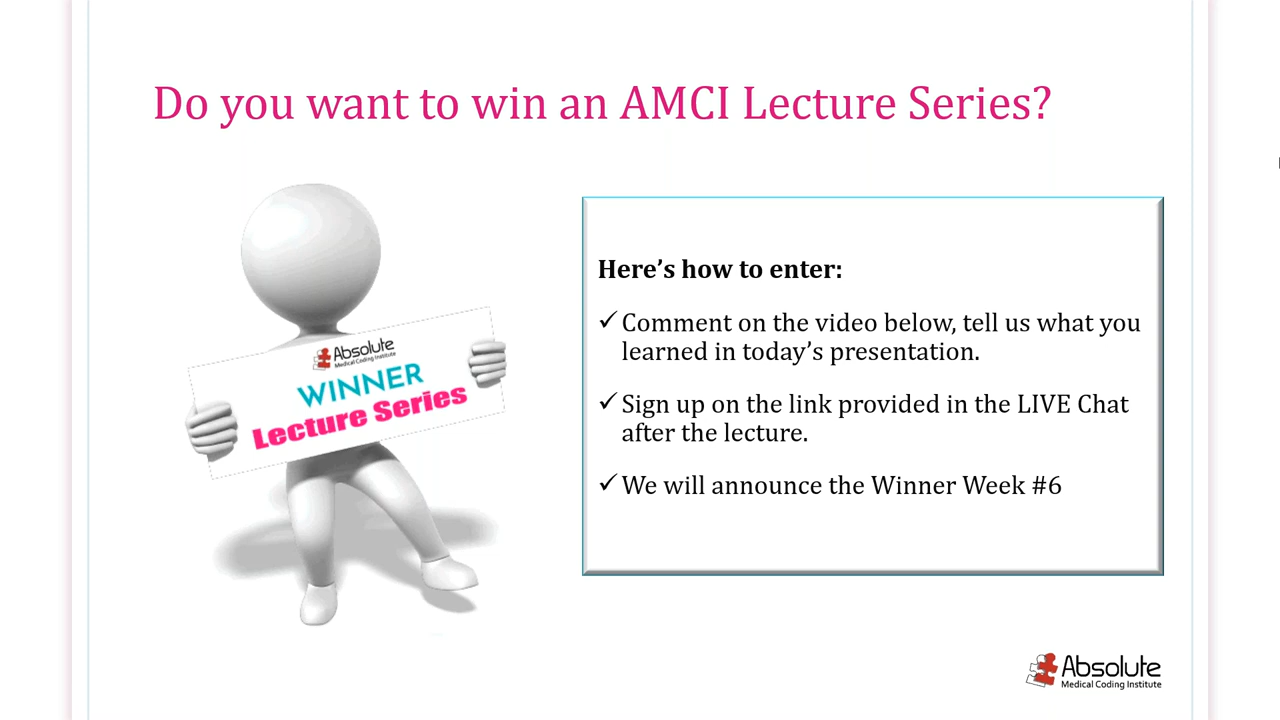 Do you want to win an AMCI Lecture Series?
Absolute
Medical Coding Institute
WINNER
Lecture Series
Here’s how to enter:
✓ Comment on the video below, tell us what you
learned in today’s presentation.
✓ Sign up on the link provided in the LIVE Chat
after the lecture.
✓ We will announce the Winner Week #6
Absolute
Medical Coding Institute